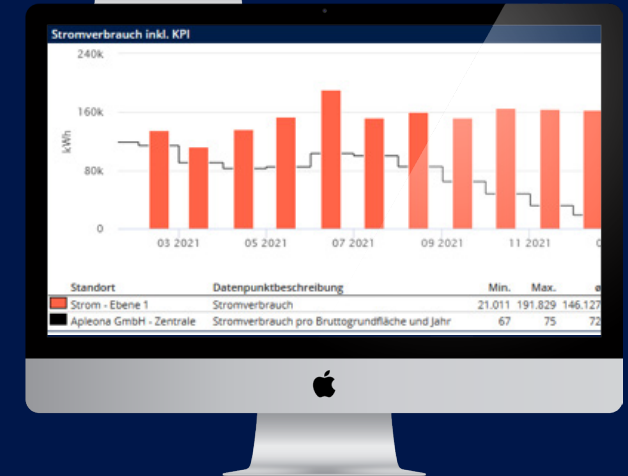 Stromverbrauch inkl. KPI
240k
160k
kWh
80k
0
03 2021 05 2021 07 2021 09 2021 11 2021
Standort Datenpunktbeschreibung Min. Max. ø
Strom - Ebene 1 Stromverbrauch 21.011 191.829 146.127
Apleona GmbH - Zentrale Stromverbrauch pro Bruttogrundfläche und Jahr 67 75 72